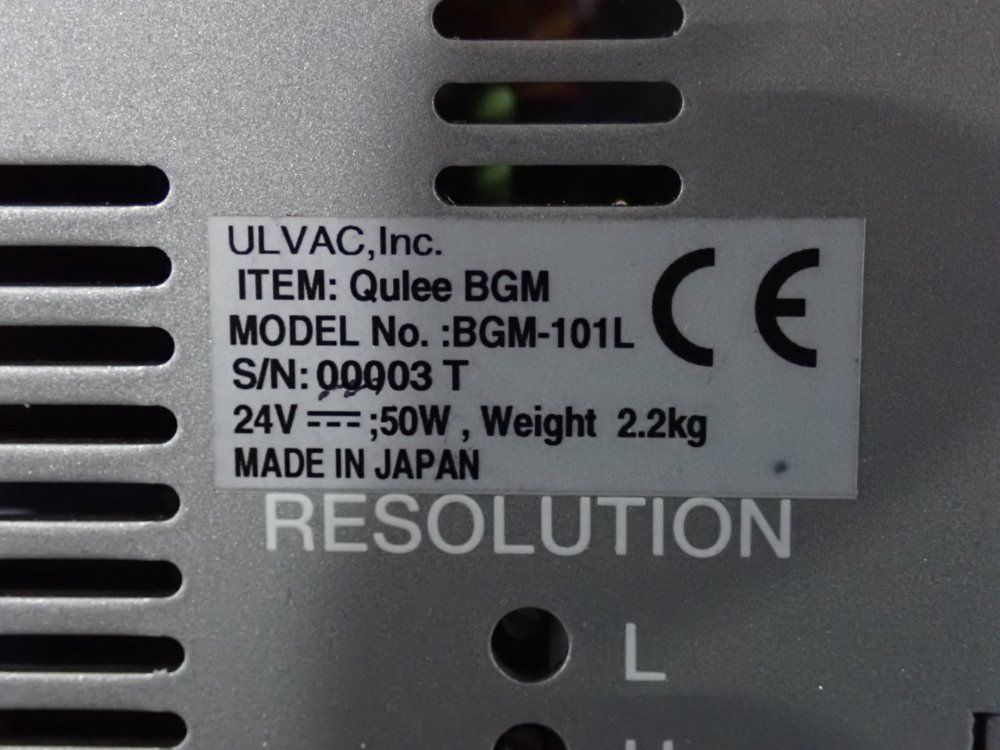 ULVAC,Inc.
ITEM: Qulee BGM
MODEL No. :BGM-101L
CE
S/N: 00003 T
24V ⎓ ;50W , Weight 2.2kg
MADE IN JAPAN
RESOLUTION
L